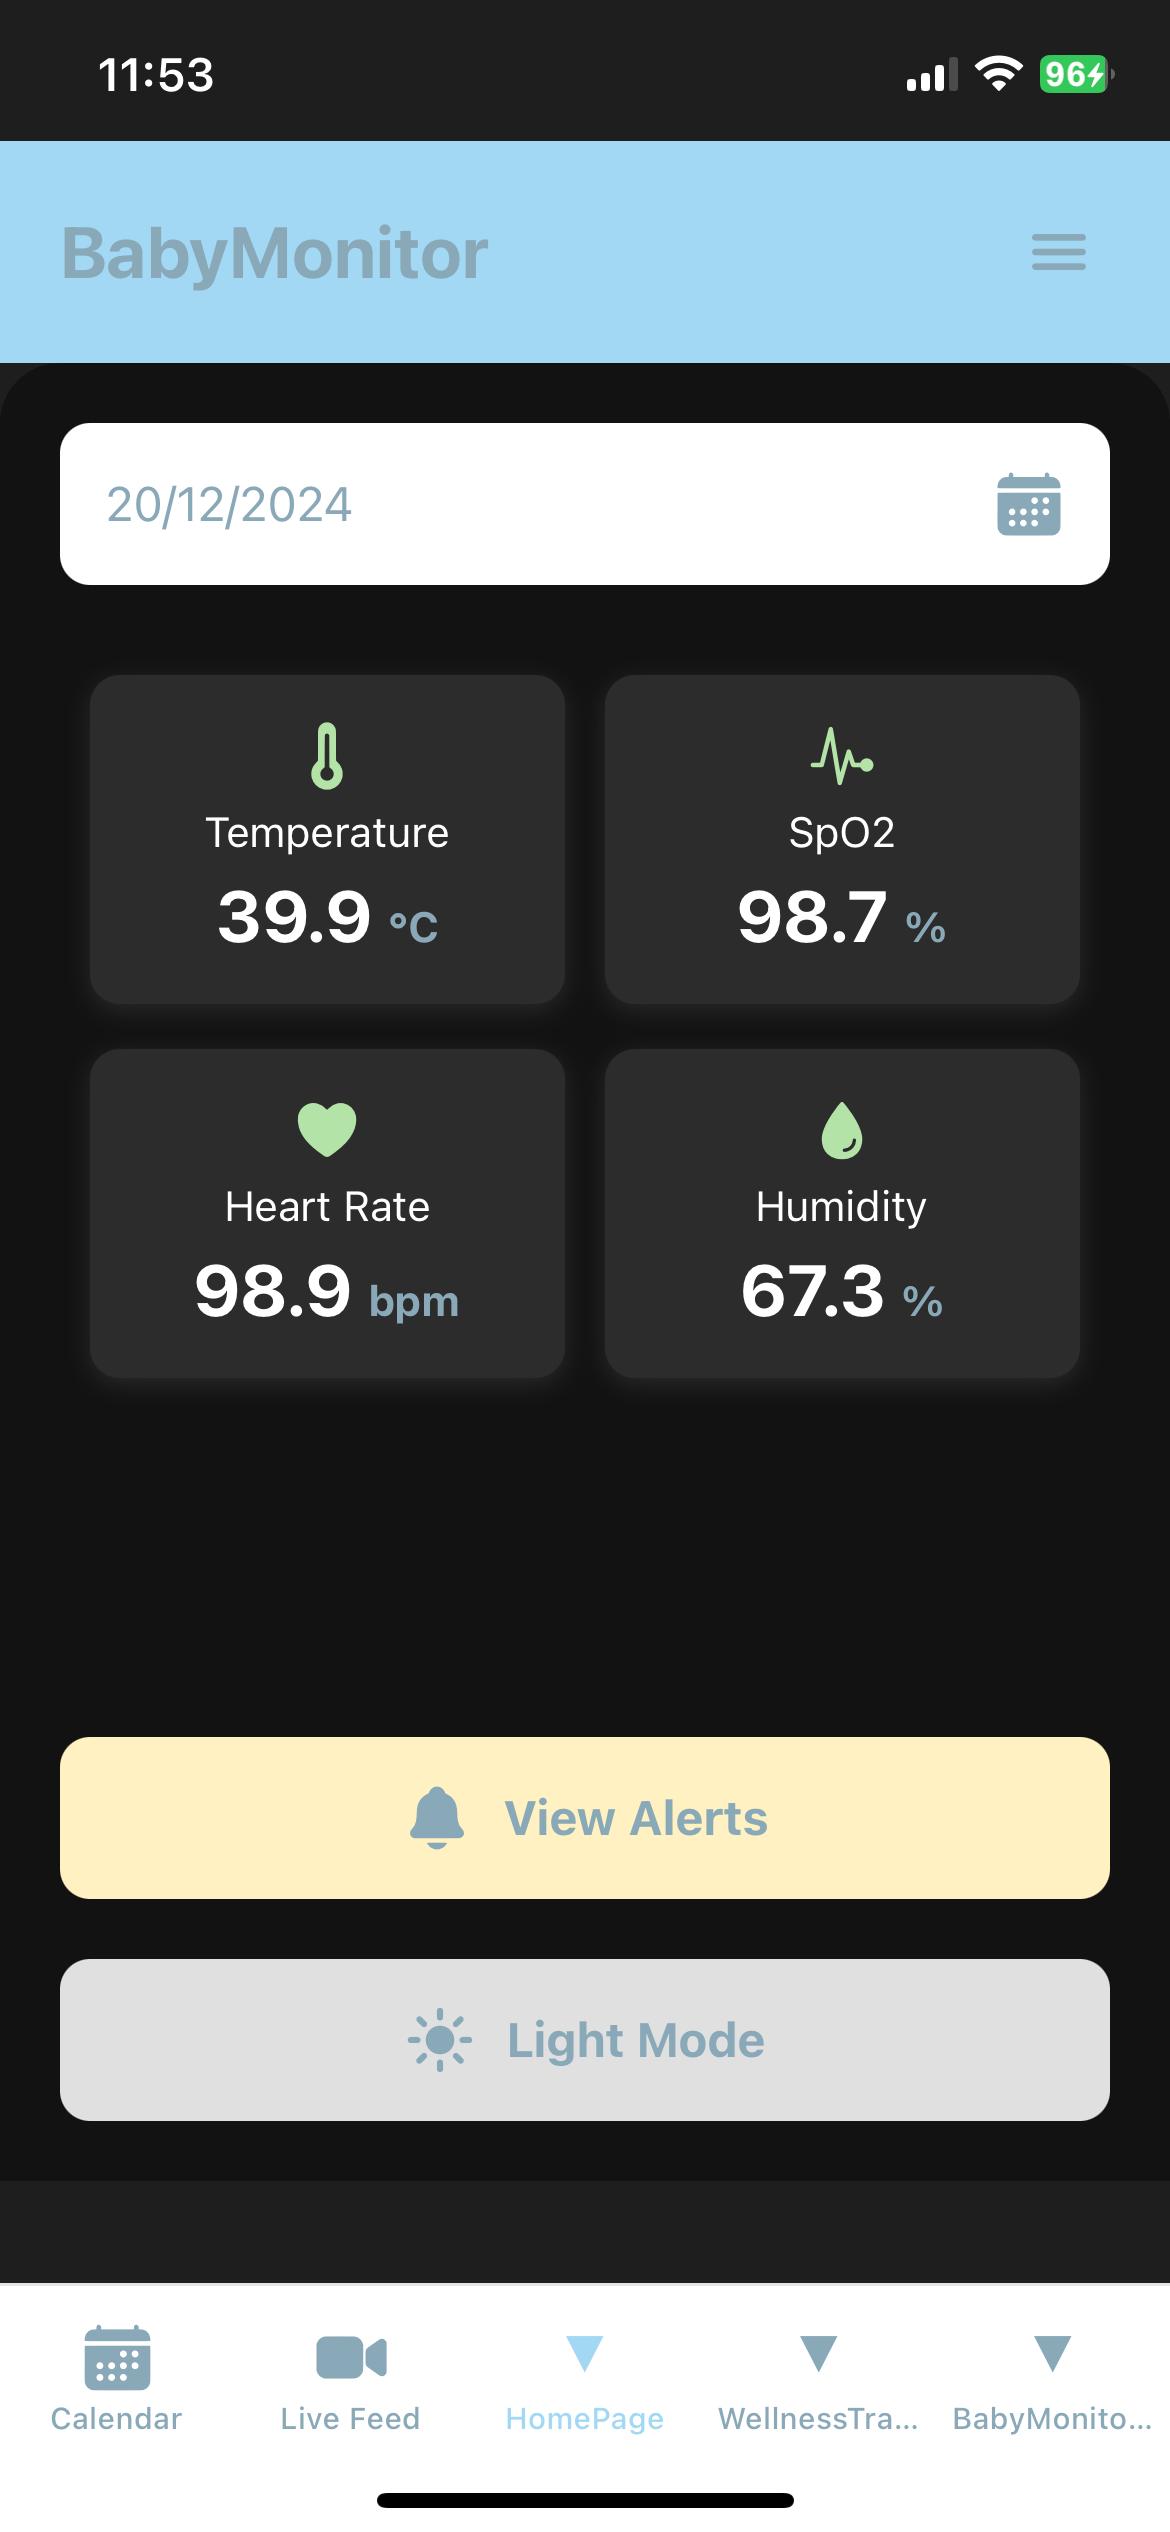 11:53
96
BabyMonitor
20/12/2024
Temperature
39.9 °C
SpO2
98.7 %
Heart Rate
98.9 bpm
Humidity
67.3 %
View Alerts
Light Mode
Calendar
Live Feed
HomePage
WellnessTra...
BabyMonito...